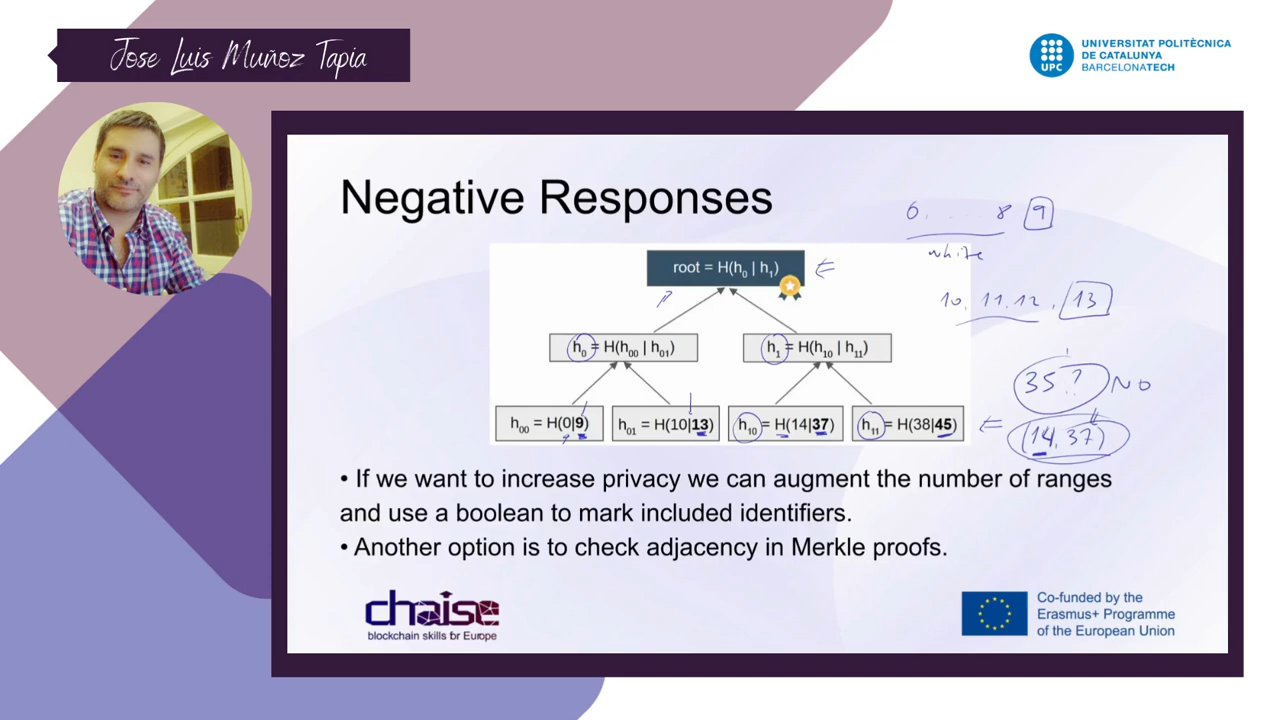 Jose Luis Muñoz Tapia
UNIVERSITAT POLITÈCNICA
DE CATALUNYA
BARCELONATECH
UPC
Negative Responses
6, . . . 8 9
white
root = H(h0 | h1)
10, 11, 12, 13
h0 = H(h00 | h01)
h1 = H(h10 | h11)
35? NO
h00 = H(0|9)
h01 = H(10|13)
h10 = H(14|37)
h11 = H(38|45)
(14, 37)
• If we want to increase privacy we can augment the number of ranges
and use a boolean to mark included identifiers.
• Another option is to check adjacency in Merkle proofs.
chaise
blockchain skills for Europe
Co-funded by the
Erasmus+ Programme
of the European Union